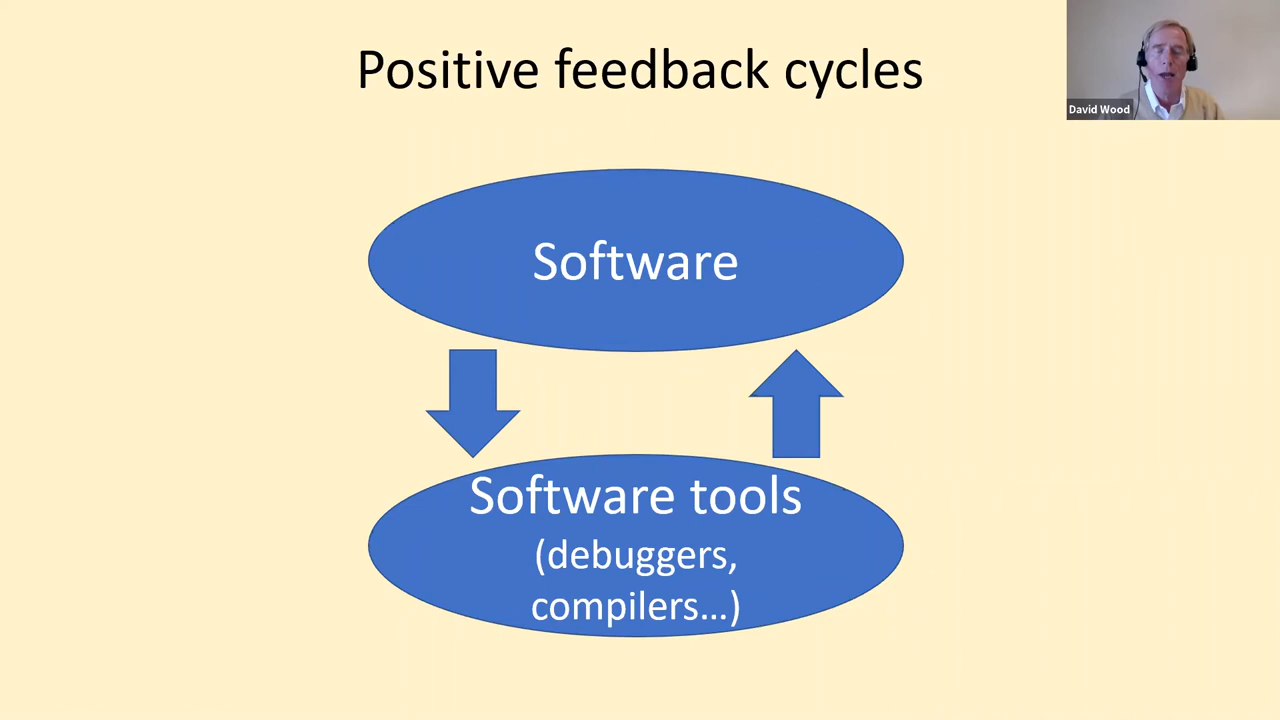 Positive feedback cycles
David Wood
Software
Software tools
(debuggers,
compilers...)